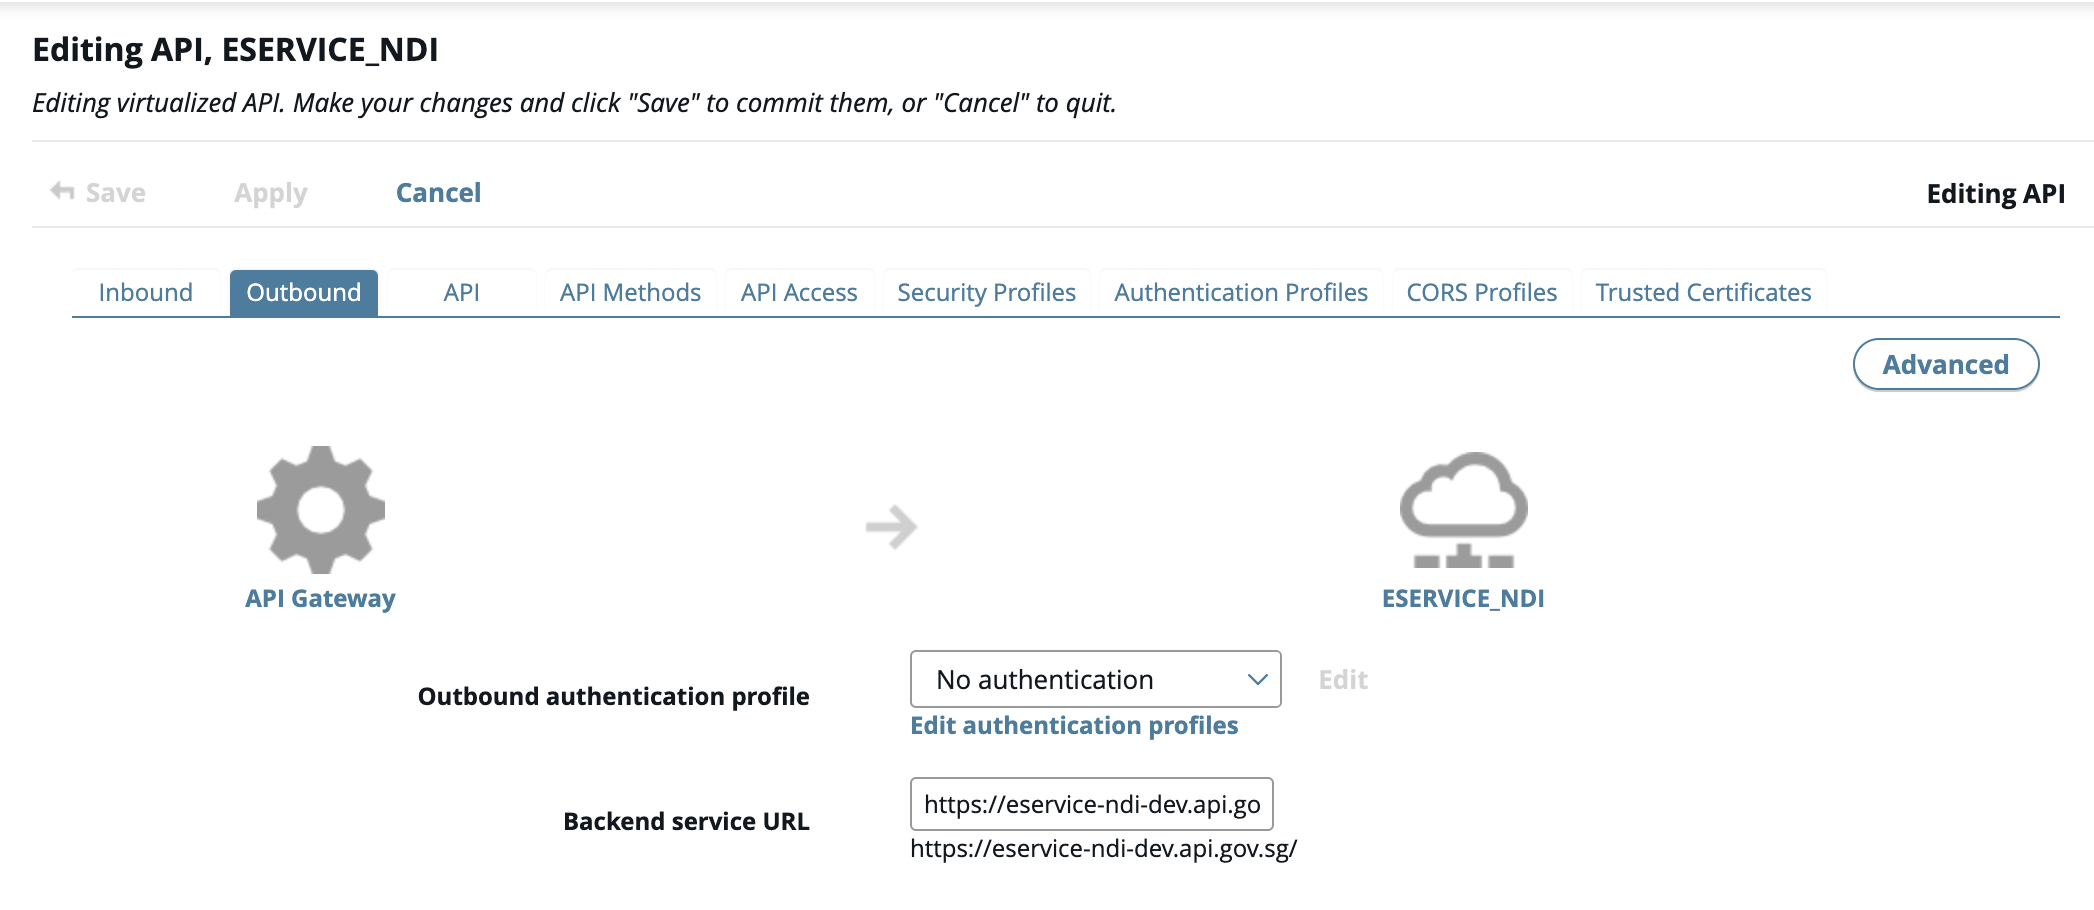 Editing API, ESERVICE_NDI
Editing virtualized API. Make your changes and click "Save" to commit them, or "Cancel" to quit.
Save Apply Cancel Editing API
Inbound Outbound API API Methods API Access Security Profiles Authentication Profiles CORS Profiles Trusted Certificates
Advanced
API Gateway ESERVICE_NDI
Outbound authentication profile No authentication Edit
Edit authentication profiles
Backend service URL https://eservice-ndi-dev.api.go
https://eservice-ndi-dev.api.gov.sg/